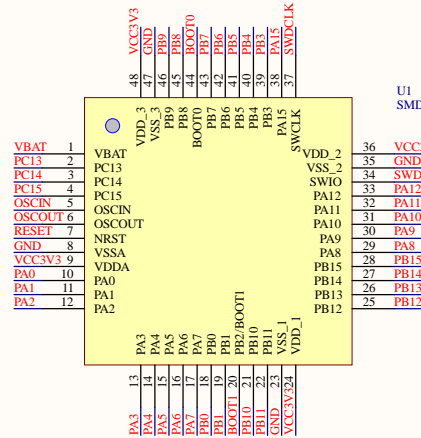 VCC3V3
GND
PB9
PB8
BOOT0
PB7
PB6
PB5
PB4
PB3
PA15
SWDCLK
48
47
46
45
44
43
42
41
40
39
38
37
VDD_3
VSS_3
PB9
PB8
BOOT0
PB7
PB6
PB5
PB4
PB3
PA15
SWCLK
U1
SMD
VBAT 1 VBAT
PC13 2 PC13
PC14 3 PC14
PC15 4 PC15
OSCIN 5 OSCIN
OSCOUT 6 OSCOUT
RESET 7 NRST
GND 8 VSSA
VCC3V3 9 VDDA
PA0 10 PA0
PA1 11 PA1
PA2 12 PA2
VDD_2 36 VCC
VSS_2 35 GND
SWIO 34 SWD
PA12 33 PA12
PA11 32 PA11
PA10 31 PA10
PA9 30 PA9
PA8 29 PA8
PB15 28 PB15
PB14 27 PB14
PB13 26 PB13
PB12 25 PB12
PA3
PA4
PA5
PA6
PA7
PB0
PB1
PB2/BOOT1
PB10
PB11
VSS_1
VDD_1
13
14
15
16
17
18
19
20
21
22
23
24
PA3
PA4
PA5
PA6
PA7
PB0
PB1
BOOT1
PB10
PB11
GND
VCC3V3